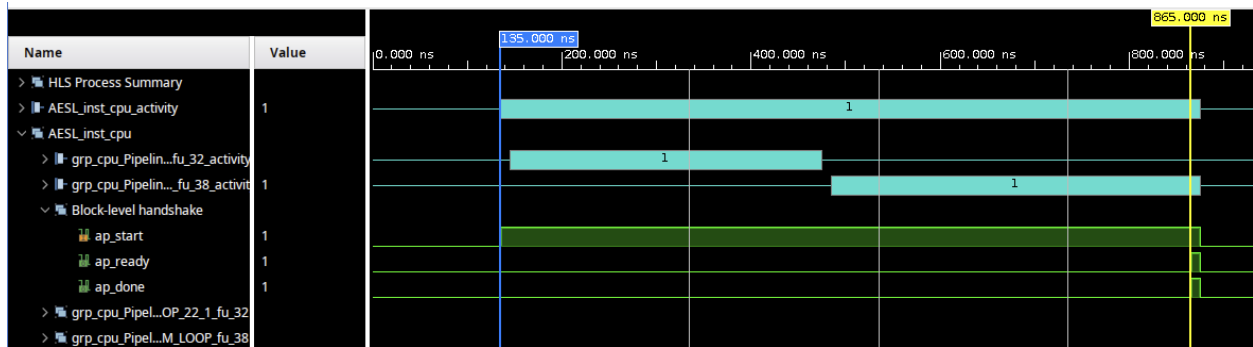 865.000 ns
135.000 ns
Name Value
0.000 ns 200.000 ns 400.000 ns 600.000 ns 800.000 ns
HLS Process Summary
AESL_inst_cpu_activity 1 1
AESL_inst_cpu
grp_cpu_Pipelin...fu_32_activity 1
grp_cpu_Pipelin..._fu_38_activit 1 1
Block-level handshake
ap_start 1
ap_ready 1
ap_done 1
grp_cpu_Pipel...OP_22_1_fu_32
grp_cpu_Pipel...M_LOOP_fu_38